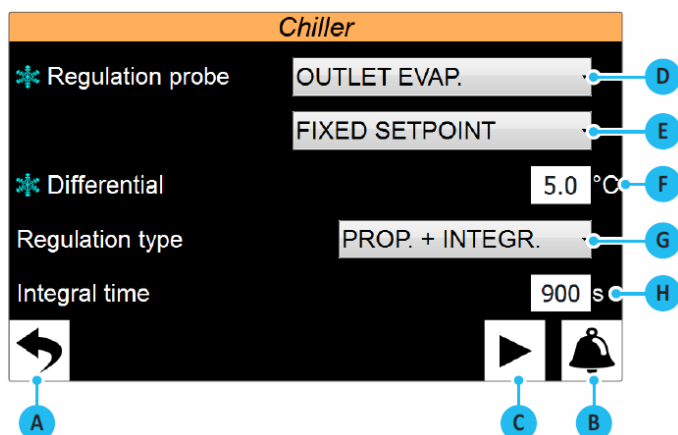 Chiller
Regulation probe OUTLET EVAP. D
FIXED SETPOINT E
Differential 5.0 °C F
Regulation type PROP. + INTEGR. G
Integral time 900 s H
A C B